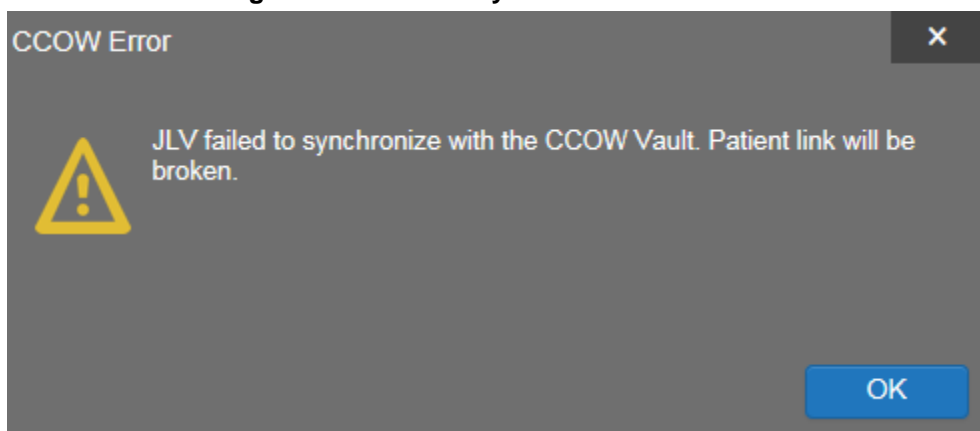 CCOW Error
JLV failed to synchronize with the CCOW Vault. Patient link will be
broken.
OK